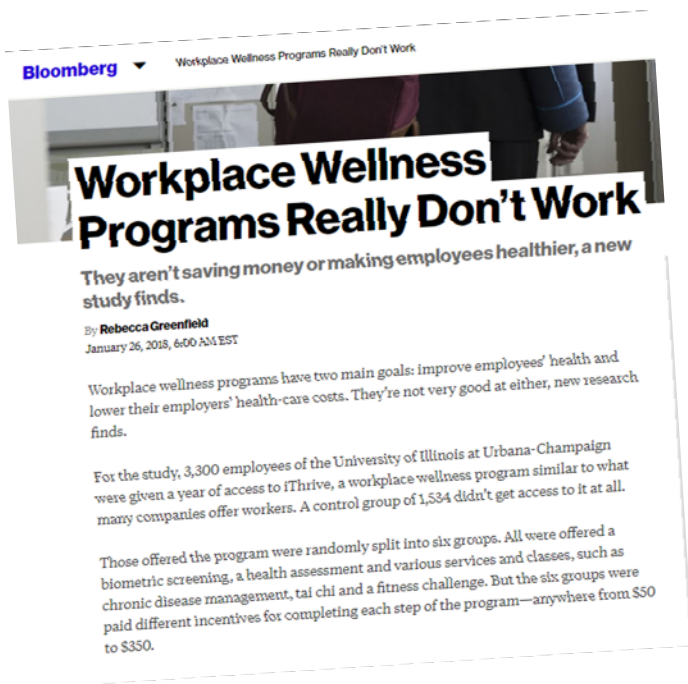 Bloomberg
Workplace Wellness Programs Really Don't Work
Workplace Wellness
Programs Really Don't Work
They aren't saving money or making employees healthier, a new
study finds.
By Rebecca Greenfield
January 26, 2018, 6:00 AM EST
Workplace wellness programs have two main goals: improve employees' health and
lower their employers' health-care costs. They're not very good at either, new research
finds.
For the study, 3,300 employees of the University of Illinois at Urbana-Champaign
were given a year of access to iThrive, a workplace wellness program similar to what
many companies offer workers. A control group of 1,534 didn't get access to it at all.
Those offered the program were randomly split into six groups. All were offered a
biometric screening, a health assessment and various services and classes, such as
chronic disease management, tai chi and a fitness challenge. But the six groups were
paid different incentives for completing each step of the program—anywhere from $50
to $350.